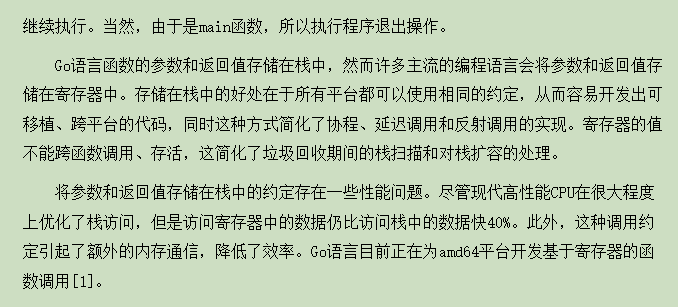 继续执行。当然，由于是main函数，所以执行程序退出操作。
Go语言函数的参数和返回值存储在栈中，然而许多主流的编程语言会将参数和返回值存
储在寄存器中。存储在栈中的好处在于所有平台都可以使用相同的约定，从而容易开发出可
移植、跨平台的代码，同时这种方式简化了协程、延迟调用和反射调用的实现。寄存器的值
不能跨函数调用、存活，这简化了垃圾回收期间的栈扫描和对栈扩容的处理。
将参数和返回值存储在栈中的约定存在一些性能问题。尽管现代高性能CPU在很大程度
上优化了栈访问，但是访问寄存器中的数据仍比访问栈中的数据快40%。此外，这种调用约
定引起了额外的内存通信，降低了效率。Go语言目前正在为amd64平台开发基于寄存器的函
数调用[1]。